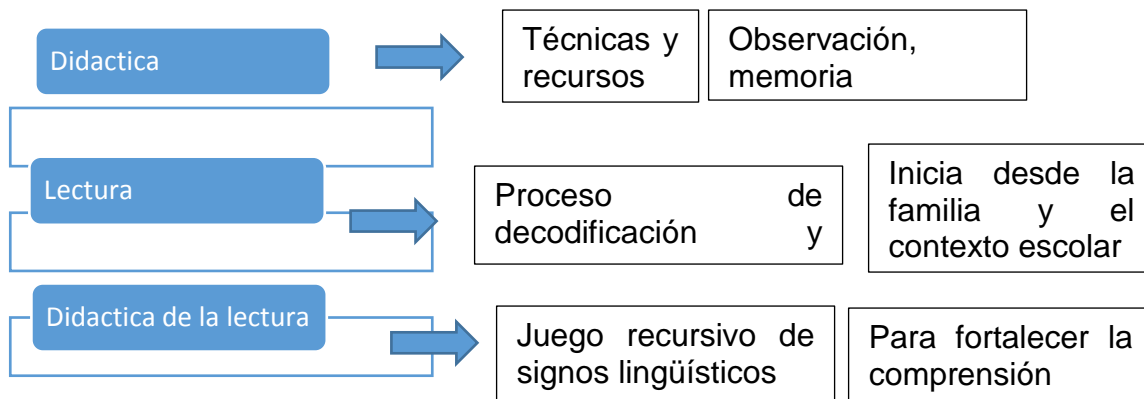 Didactica
Técnicas y
recursos
Observación,
memoria
Lectura
Proceso de
decodificación y
Inicia desde la
familia y el
contexto escolar
Didactica de la lectura
Juego recursivo de
signos lingüísticos
Para fortalecer la
comprensión